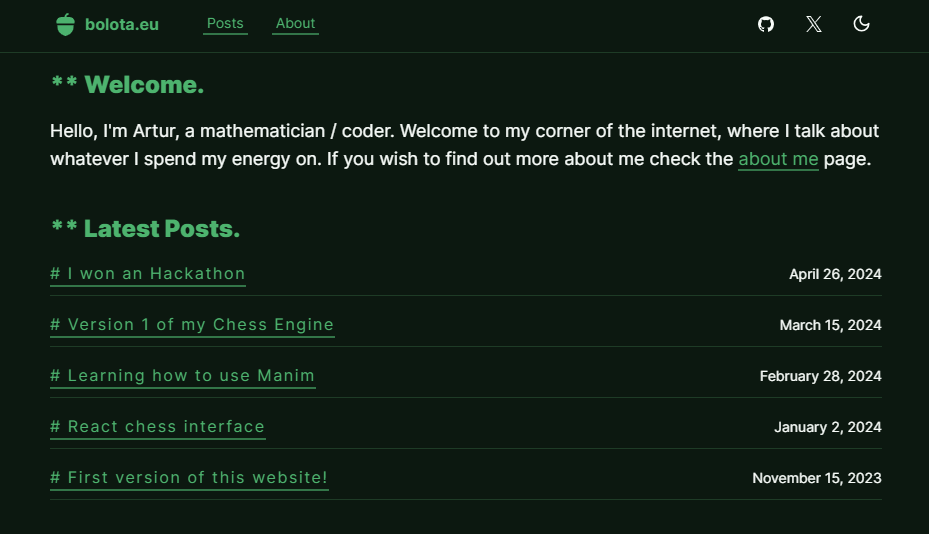 bolota.eu Posts About
** Welcome.
Hello, I'm Artur, a mathematician / coder. Welcome to my corner of the internet, where I talk about
whatever I spend my energy on. If you wish to find out more about me check the about me page.
** Latest Posts.
# I won an Hackathon April 26, 2024
# Version 1 of my Chess Engine March 15, 2024
# Learning how to use Manim February 28, 2024
# React chess interface January 2, 2024
# First version of this website! November 15, 2023